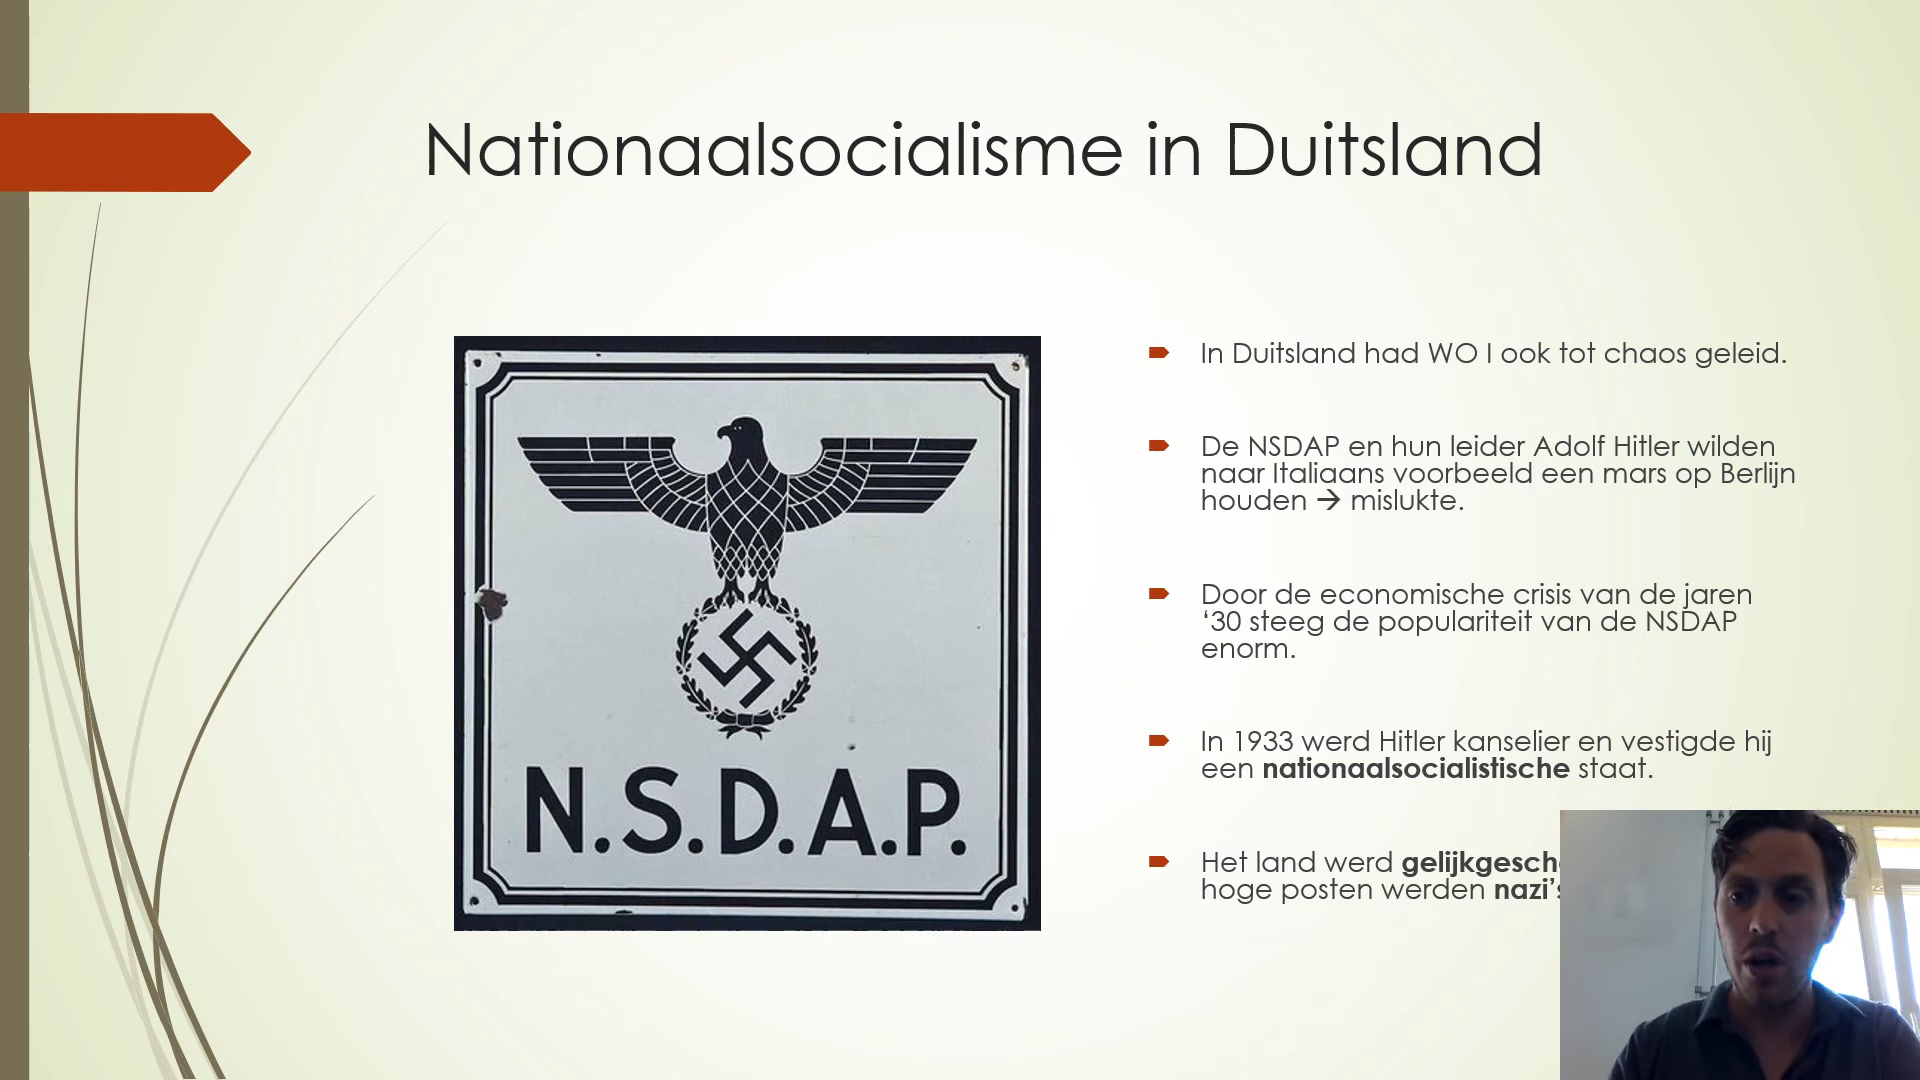 Nationaalsocialisme in Duitsland
N.S.D.A.P.
In Duitsland had WO I ook tot chaos geleid.
De NSDAP en hun leider Adolf Hitler wilden
naar Italiaans voorbeeld een mars op Berlijn
houden → mislukte.
Door de economische crisis van de jaren
‘30 steeg de populariteit van de NSDAP
enorm.
In 1933 werd Hitler kanselier en vestigde hij
een nationaalsocialistische staat.
Het land werd
hoge posten werden nazi's